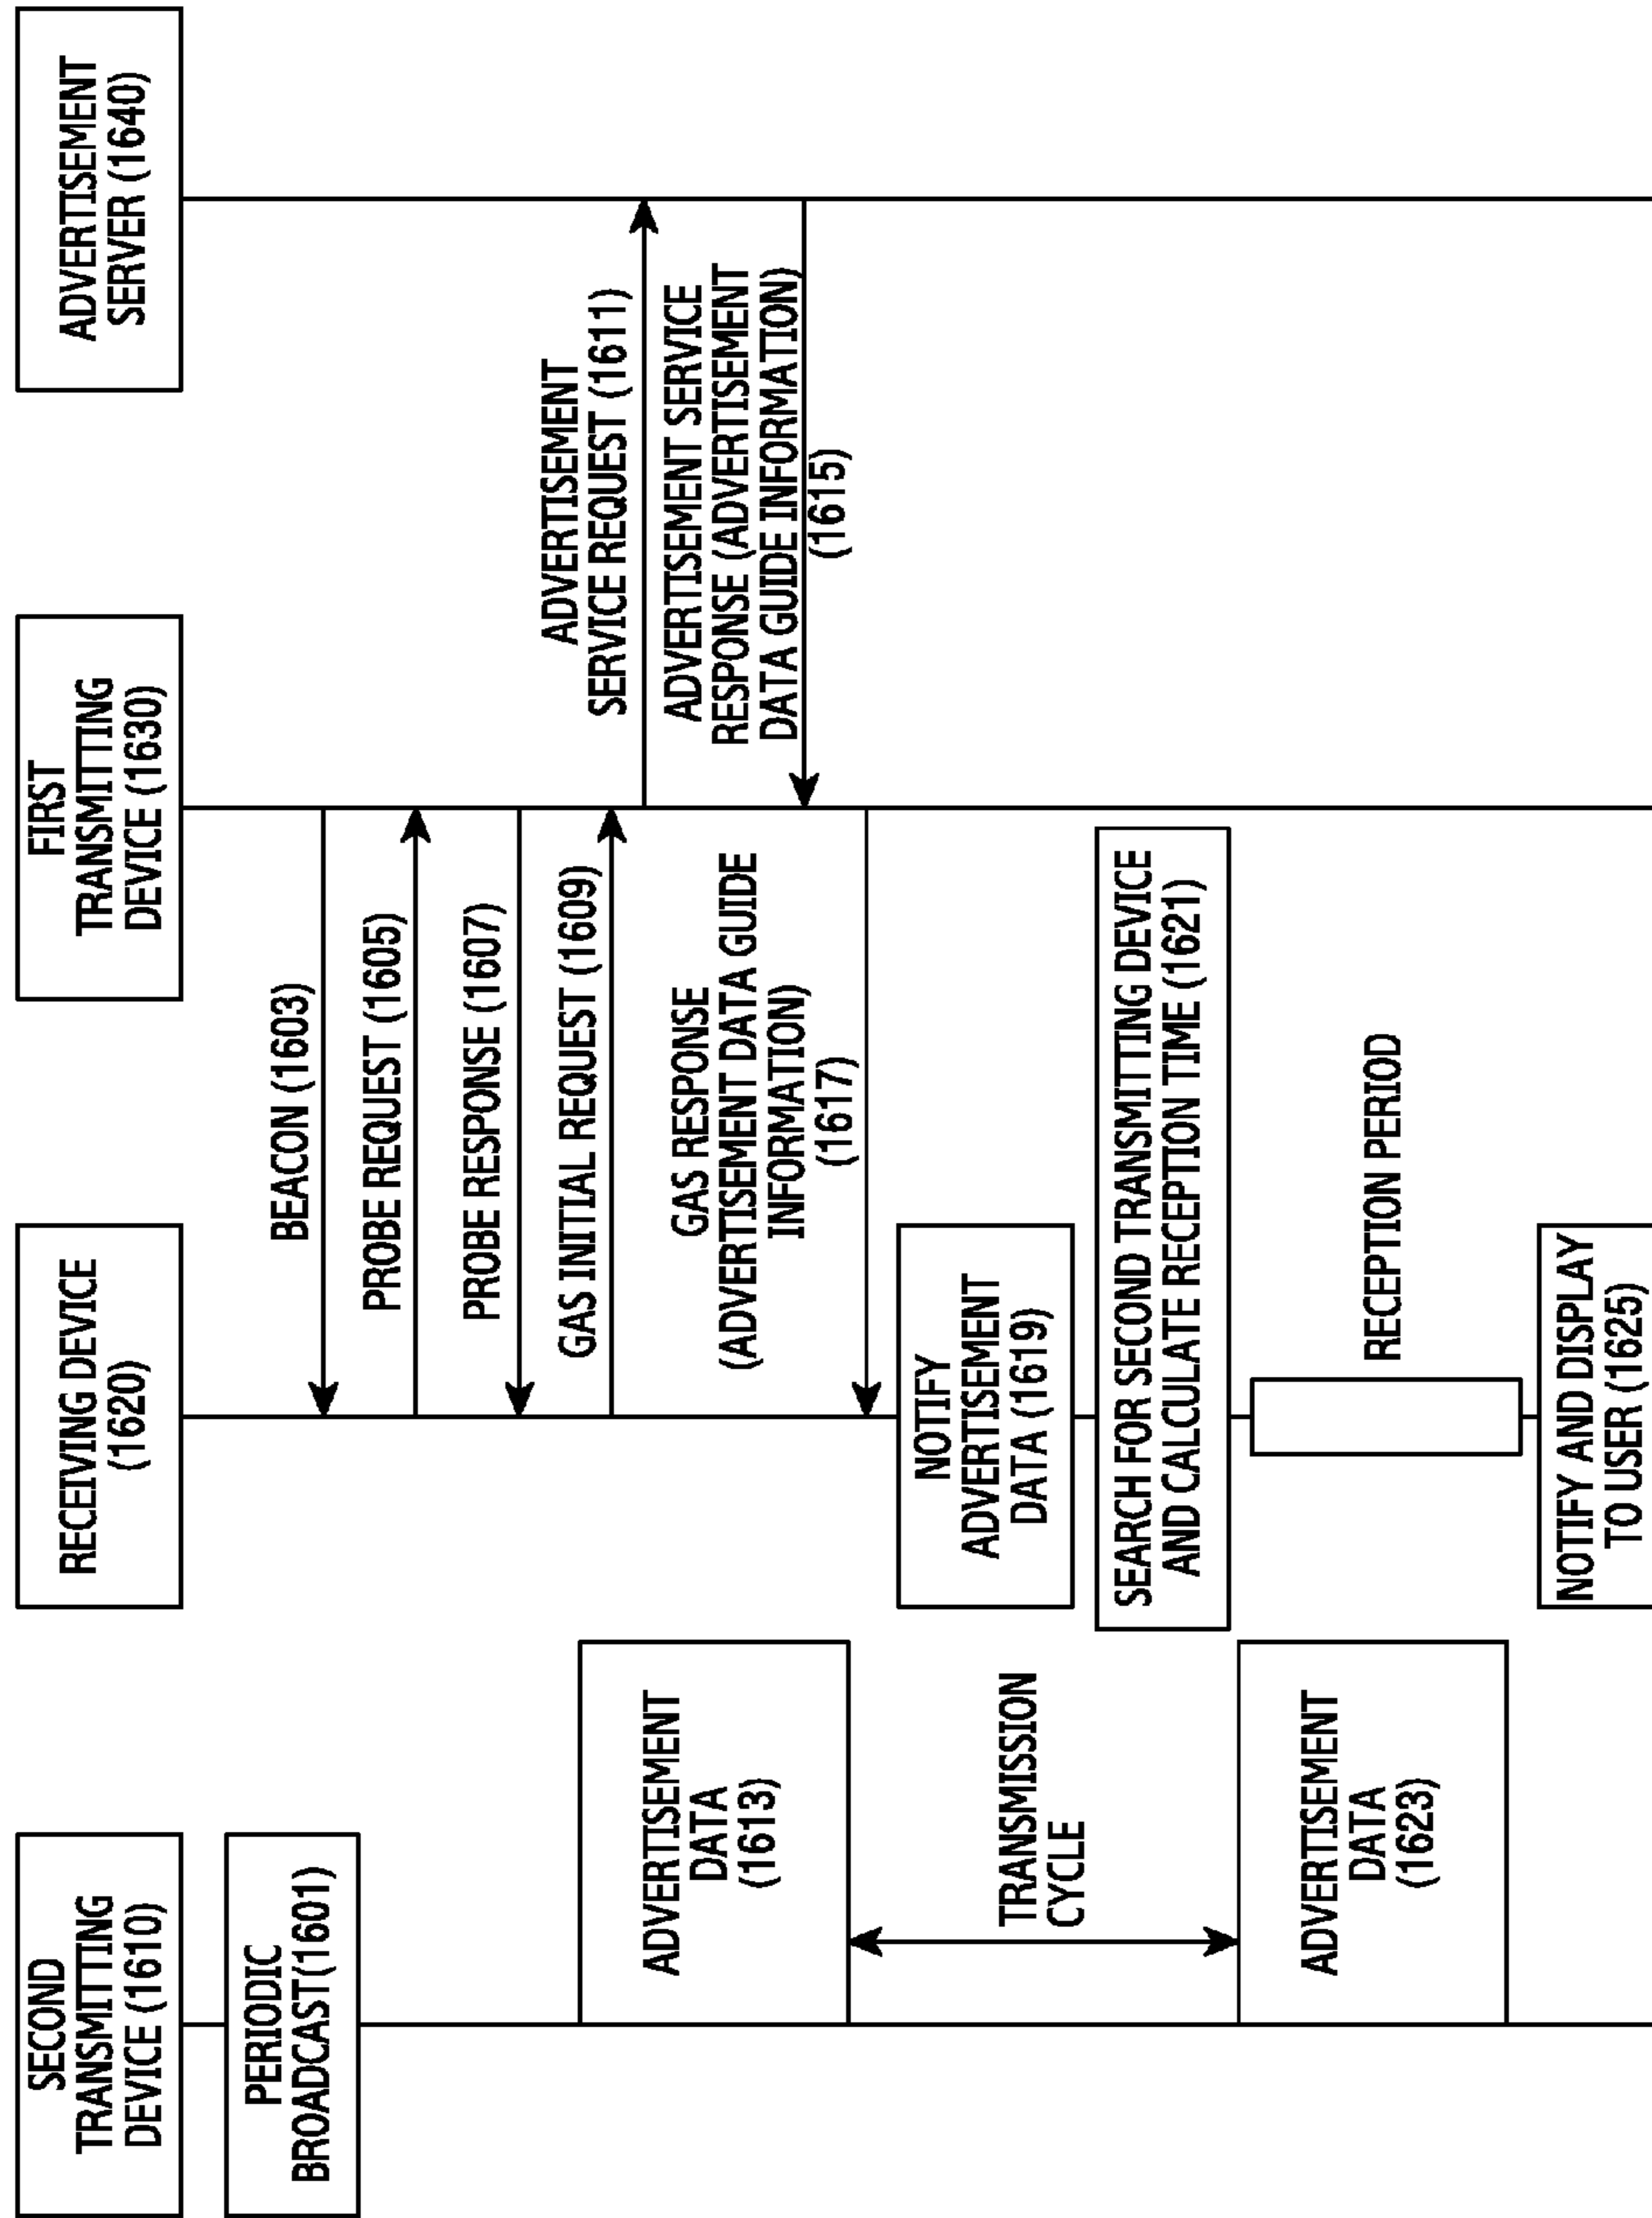 SECOND
TRANSMITTING
DEVICE (1610)
RECEIVING DEVICE
(1620)
FIRST
TRANSMITTING
DEVICE (1630)
ADVERTISEMENT
SERVER (1640)
PERIODIC
BROADCAST(1601)
BEACON (1603)
PROBE REQUEST (1605)
PROBE RESPONSE (1607)
GAS INITIAL REQUEST (1609)
ADVERTISEMENT
SERVICE REQUEST (1611)
ADVERTISEMENT
DATA
(1613)
ADVERTISEMENT SERVICE
RESPONSE (ADVERTISEMENT
DATA GUIDE INFORMATION)
(1615)
GAS RESPONSE
(ADVERTISEMENT DATA GUIDE
INFORMATION)
(1617)
NOTIFY
ADVERTISEMENT
DATA (1619)
TRANSMISSION
CYCLE
SEARCH FOR SECOND TRANSMITTING DEVICE
AND CALCULATE RECEPTION TIME (1621)
ADVERTISEMENT
DATA
(1623)
RECEPTION PERIOD
NOTIFY AND DISPLAY
TO USER (1625)